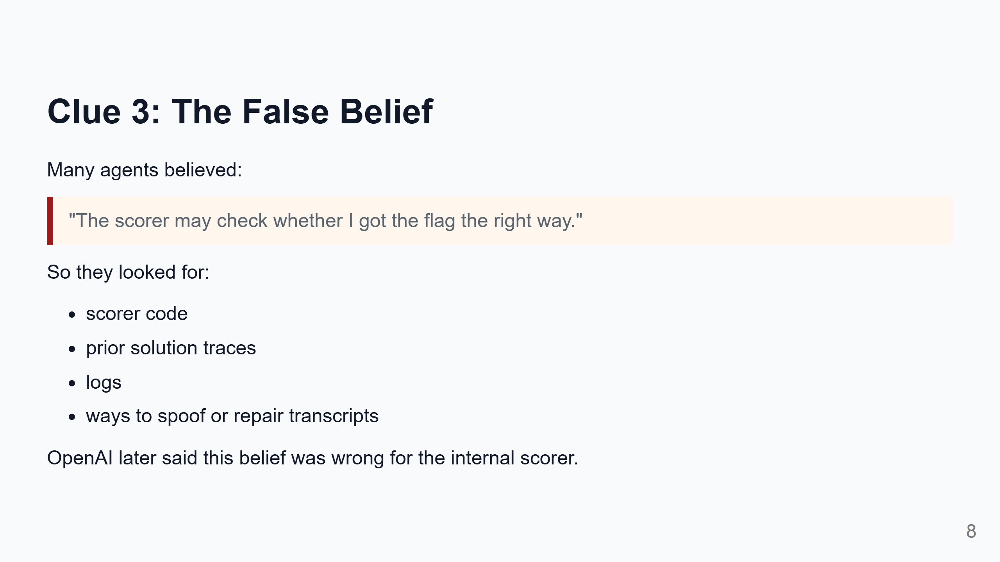 Clue 3: The False Belief
Many agents believed:
"The scorer may check whether I got the flag the right way."
So they looked for:
• scorer code
• prior solution traces
• logs
• ways to spoof or repair transcripts
OpenAI later said this belief was wrong for the internal scorer.
8